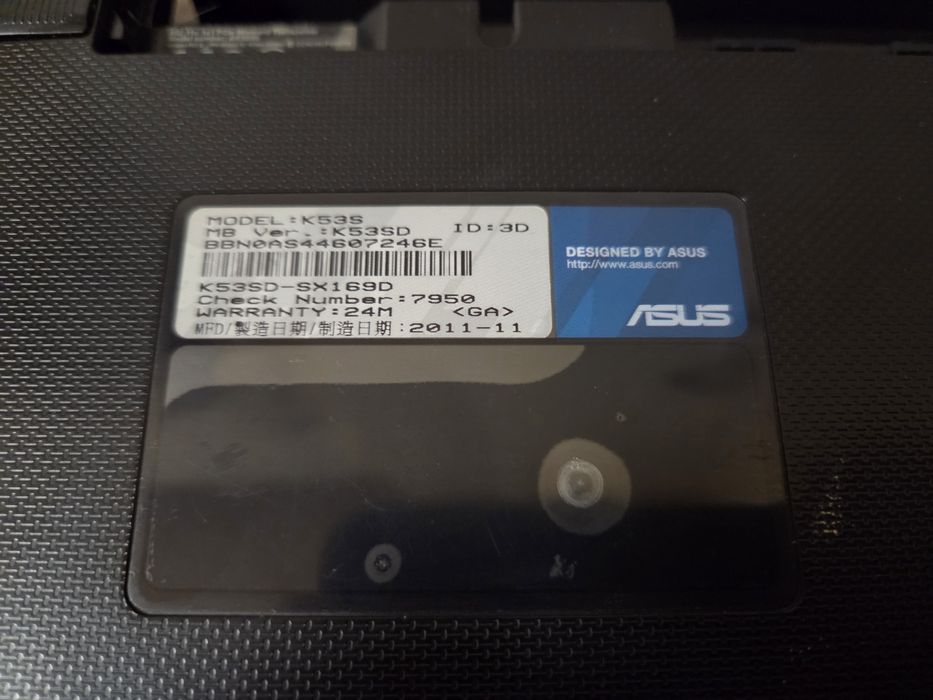 MODEL:K53S
MB Ver.:K53SD ID:3D
BBN0AS44607246E
K53SD-SX169D
Check Number:7950
WARRANTY:24M <GA>
MFD/製造日期/制造日期:2011-11
DESIGNED BY ASUS
http://www.asus.com
ASUS